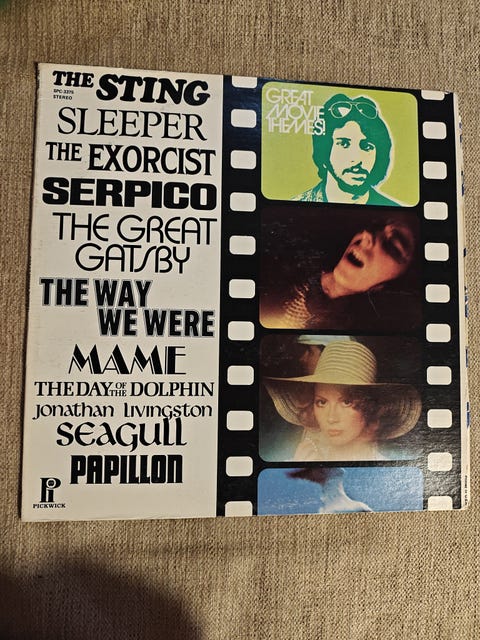 THE STING
SPC-3375
STEREO
SLEEPER
THE EXORCIST
SERPICO
THE GREAT
GATSBY
THE WAY
WE WERE
MAME
THE DAY OF THE DOLPHIN
jonathan livingston
seagull
PAPILLON
Pi
PICKWICK
GREAT
MOVIE
THEMES!